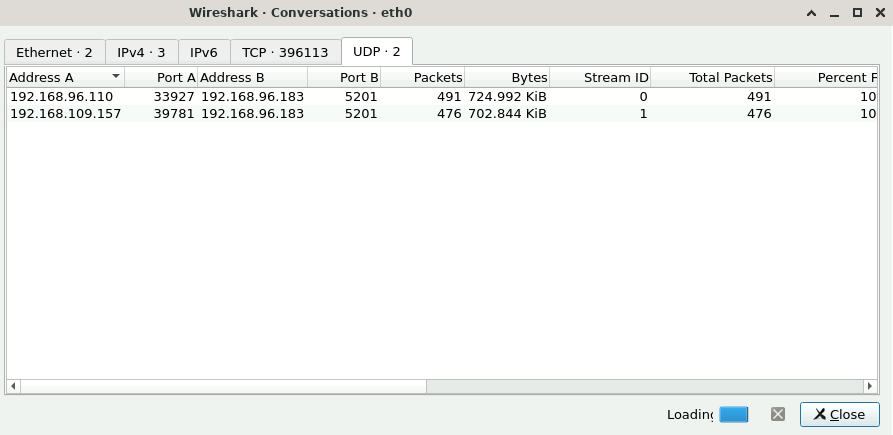 Wireshark · Conversations · eth0
Ethernet · 2 IPv4 · 3 IPv6 TCP · 396113 UDP · 2
Address A Port A Address B Port B Packets Bytes Stream ID Total Packets Percent F
192.168.96.110 33927 192.168.96.183 5201 491 724.992 KiB 0 491 10
192.168.109.157 39781 192.168.96.183 5201 476 702.844 KiB 1 476 10
Loading Close